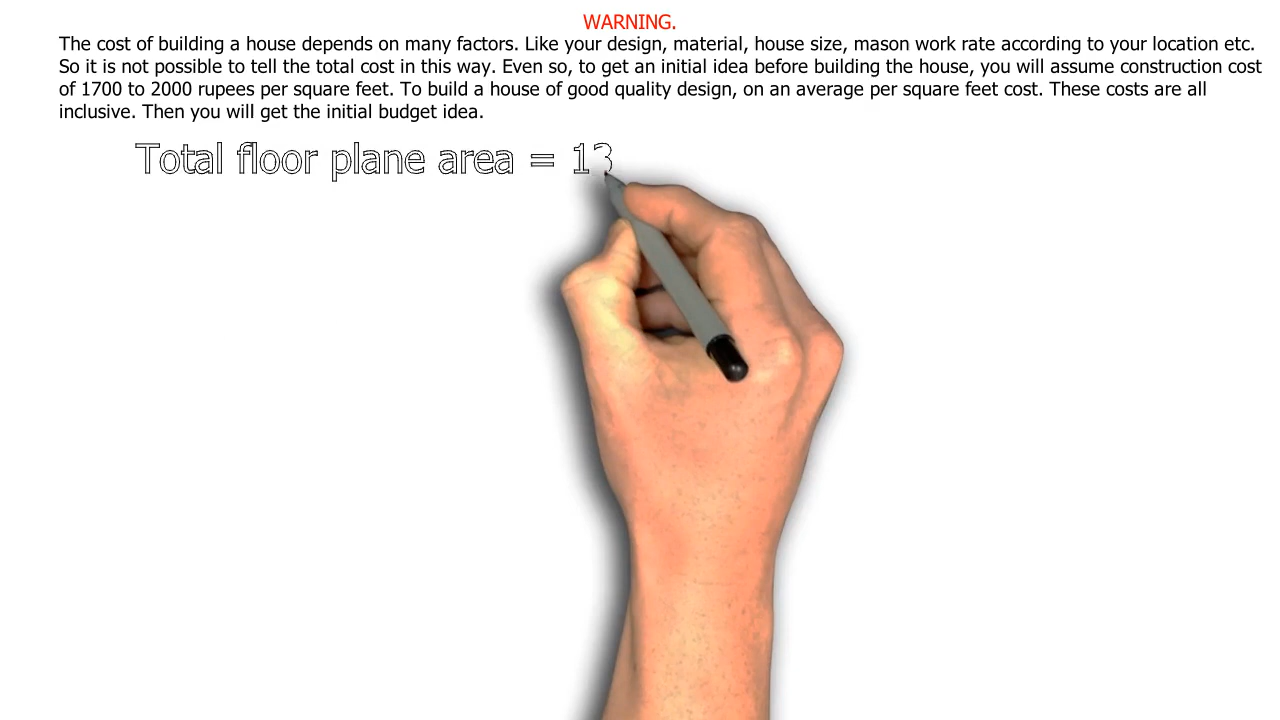 WARNING.
The cost of building a house depends on many factors. Like your design, material, house size, mason work rate according to your location etc.
So it is not possible to tell the total cost in this way. Even so, to get an initial idea before building the house, you will assume construction cost
of 1700 to 2000 rupees per square feet. To build a house of good quality design, on an average per square feet cost. These costs are all
inclusive. Then you will get the initial budget idea.
Total floor plane area = 13